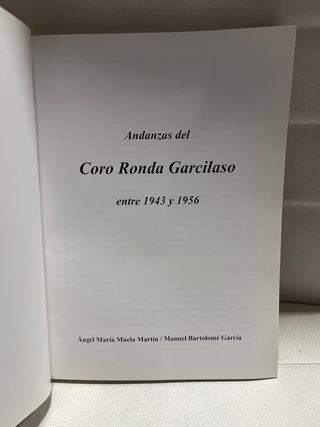 Andanzas del
Coro Ronda Garcilaso
entre 1943 y 1956
Ángel María Muela Martín / Manuel Bartolomé García